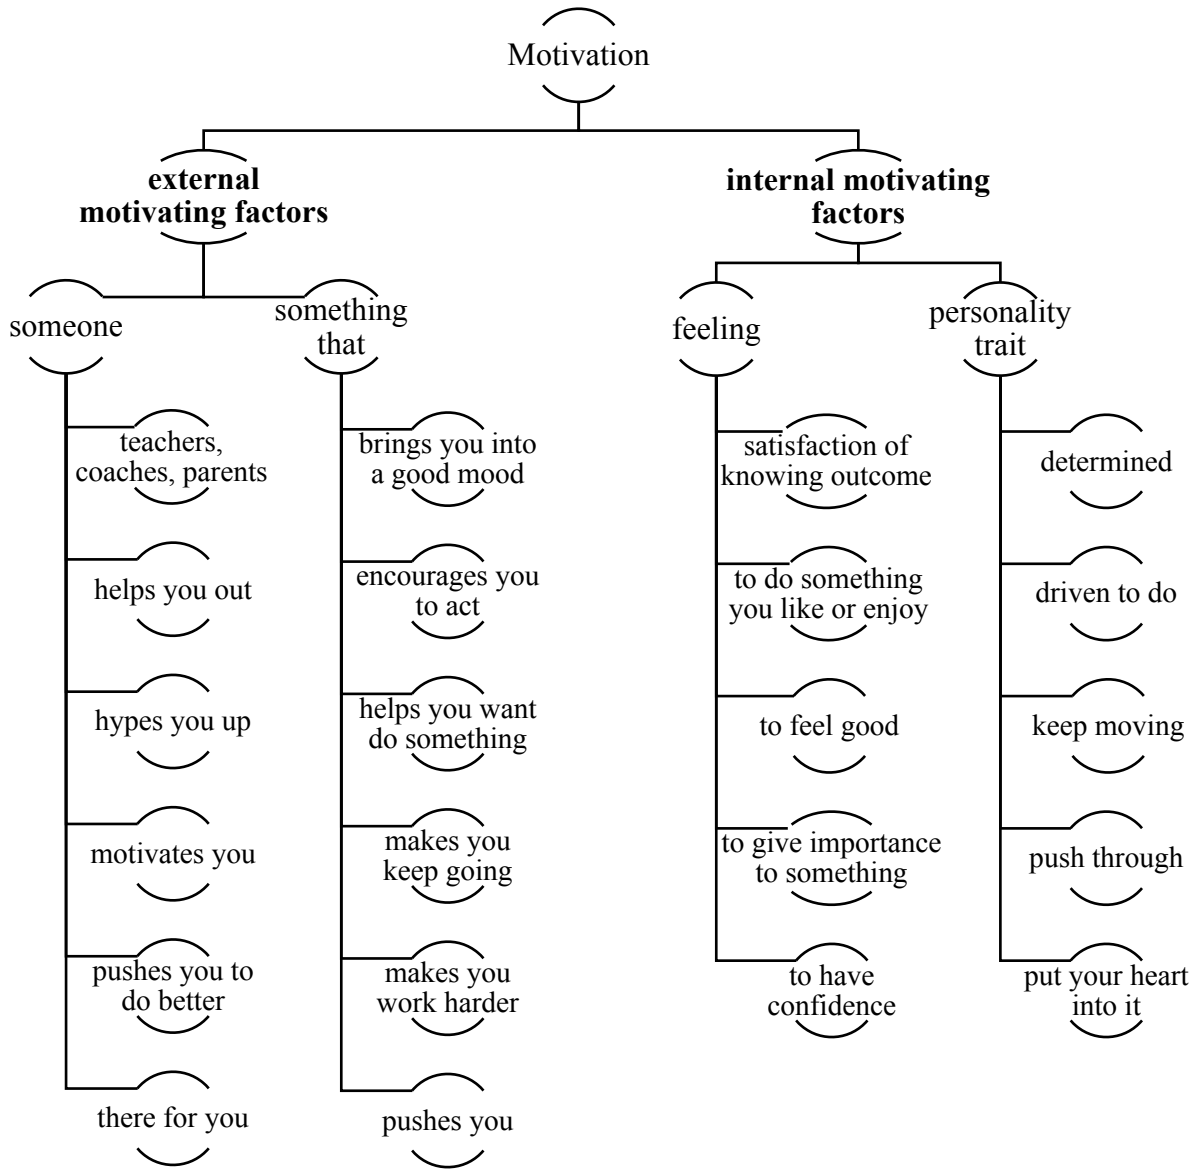 Motivation
external
motivating factors
internal motivating
factors
someone
something
that
feeling
personality
trait
teachers,
coaches, parents
helps you out
hypes you up
motivates you
pushes you to
do better
there for you
brings you into
a good mood
encourages you
to act
helps you want
do something
makes you
keep going
makes you
work harder
pushes you
satisfaction of
knowing outcome
to do something
you like or enjoy
to feel good
to give importance
to something
to have
confidence
determined
driven to do
keep moving
push through
put your heart
into it